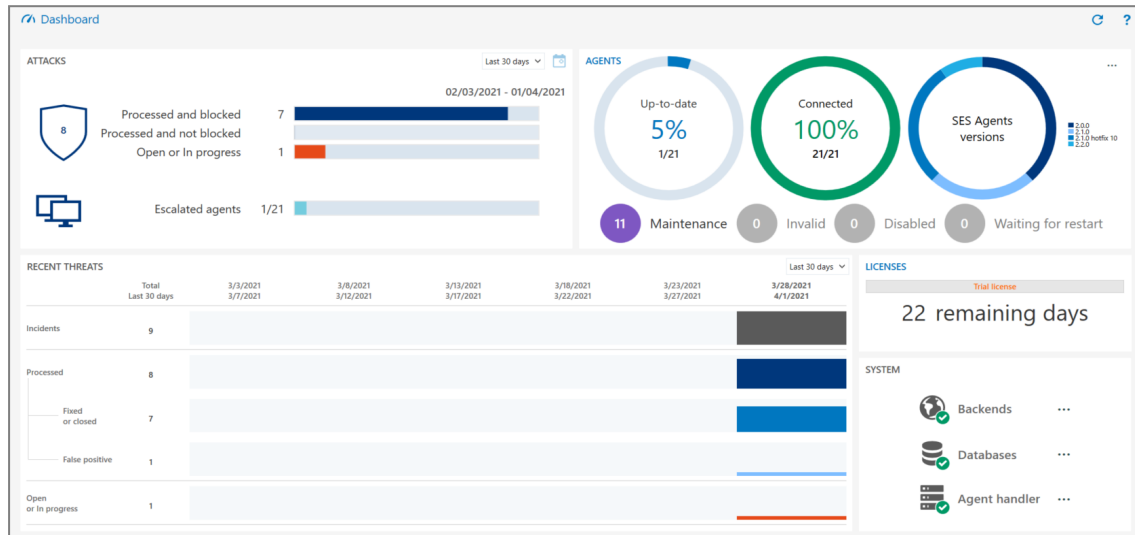 Dashboard
?
ATTACKS
Last 30 days
02/03/2021 - 01/04/2021
8
Processed and blocked 7
Processed and not blocked
Open or In progress 1
Escalated agents 1/21
AGENTS
...
Up-to-date
5%
1/21
Connected
100%
21/21
SES Agents
versions
2.0.0
2.1.0
2.1.0 hotfix 10
2.2.0
11 Maintenance 0 Invalid 0 Disabled 0 Waiting for restart
RECENT THREATS
Last 30 days
Total 3/3/2021 3/8/2021 3/13/2021 3/18/2021 3/23/2021 3/28/2021
Last 30 days 3/7/2021 3/12/2021 3/17/2021 3/22/2021 3/27/2021 4/1/2021
Incidents 9
Processed 8
Fixed
or closed 7
False positive 1
Open
or In progress 1
LICENSES
Trial license
22 remaining days
SYSTEM
Backends ...
Databases ...
Agent handler ...